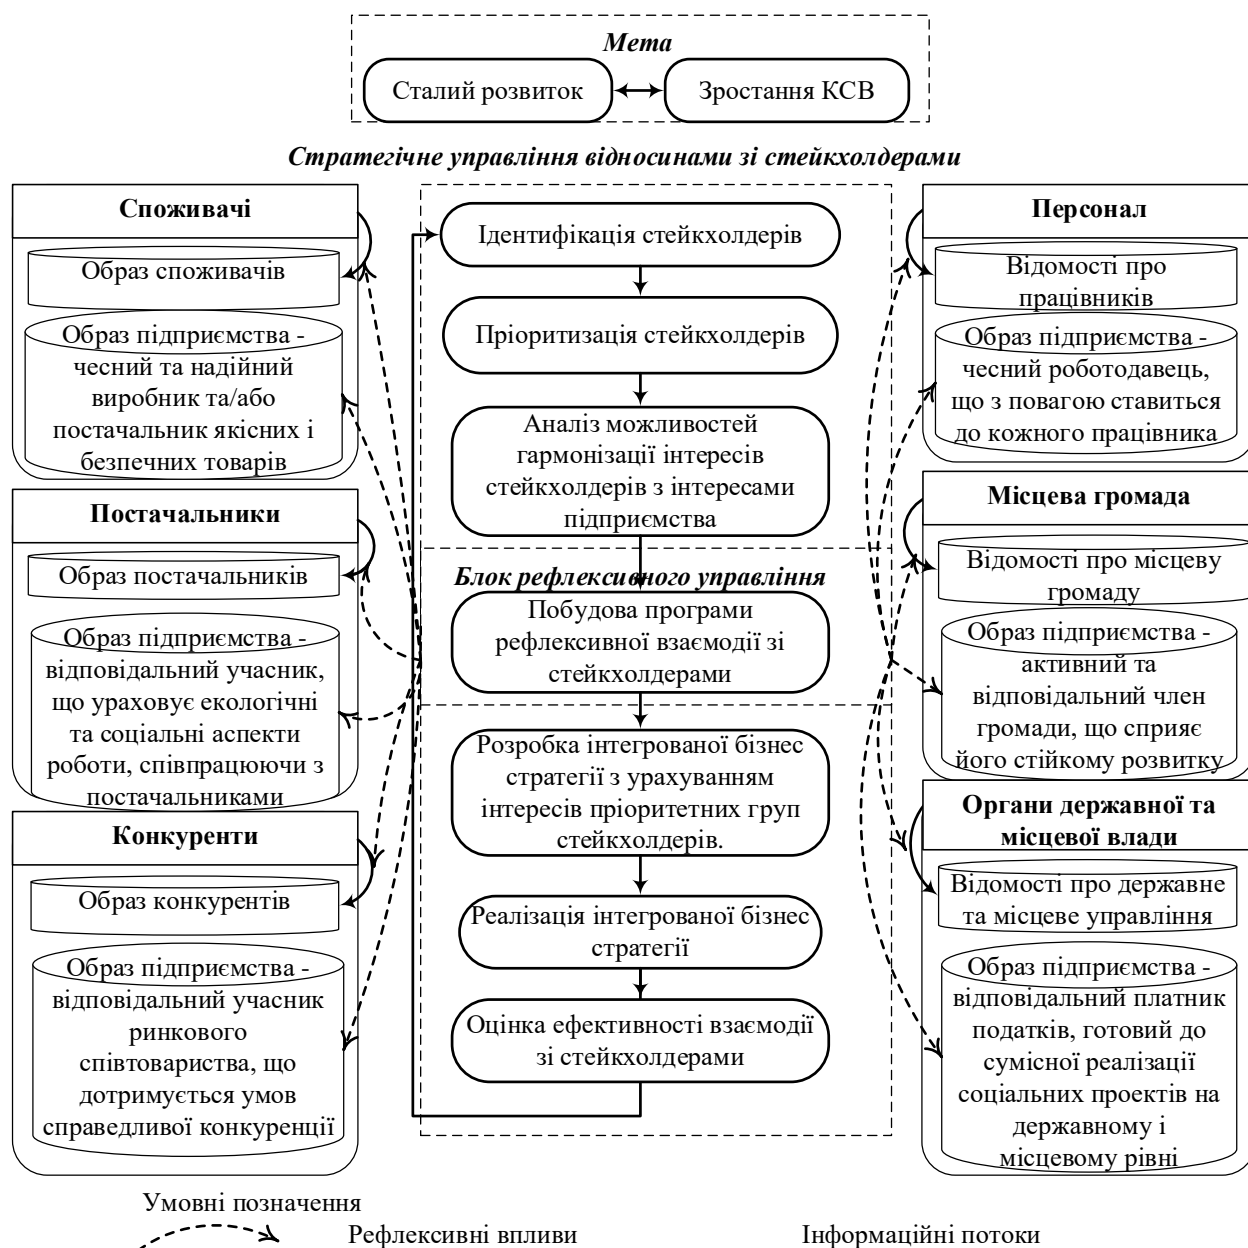 Мета
Сталий розвиток
Зростання КСВ
Стратегічне управління відносинами зі стейкхолдерами
Споживачі
Образ споживачів
Образ підприємства -
чесний та надійний
виробник та/або
постачальник якісних і
безпечних товарів
Постачальники
Образ постачальників
Образ підприємства -
відповідальний учасник,
що ураховує екологічні
та соціальні аспекти
роботи, співпрацюючи з
постачальниками
Конкуренти
Образ конкурентів
Образ підприємства -
відповідальний учасник
ринкового
співтовариства, що
дотримується умов
справедливої конкуренції
Ідентифікація стейкхолдерів
Пріоритизація стейкхолдерів
Аналіз можливостей
гармонізації інтересів
стейкхолдерів з інтересами
підприємства
Блок рефлексивного управління
Побудова програми
рефлексивної взаємодії зі
стейкхолдерами
Розробка інтегрованої бізнес
стратегії з урахуванням
інтересів пріоритетних груп
стейкхолдерів.
Реалізація інтегрованої бізнес
стратегії
Оцінка ефективності взаємодії
зі стейкхолдерами
Персонал
Відомості про
працівників
Образ підприємства -
чесний роботодавець,
що з повагою ставиться
до кожного працівника
Місцева громада
Відомості про місцеву
громаду
Образ підприємства -
активний та
відповідальний член
громади, що сприяє
його стійкому розвитку
Органи державної та
місцевої влади
Відомості про державне
та місцеве управління
Образ підприємства -
відповідальний платник
податків, готовий до
сумісної реалізації
соціальних проектів на
державному і
місцевому рівні
Умовні позначення
Рефлексивні впливи
Інформаційні потоки